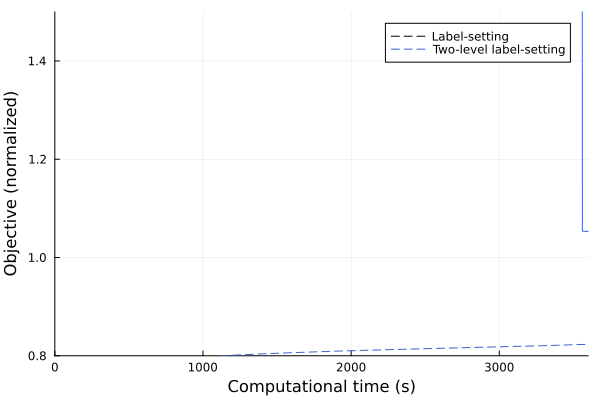 Label-setting
Two-level label-setting
Objective (normalized)
1.4
1.2
1.0
0.8
0
1000
2000
3000
Computational time (s)